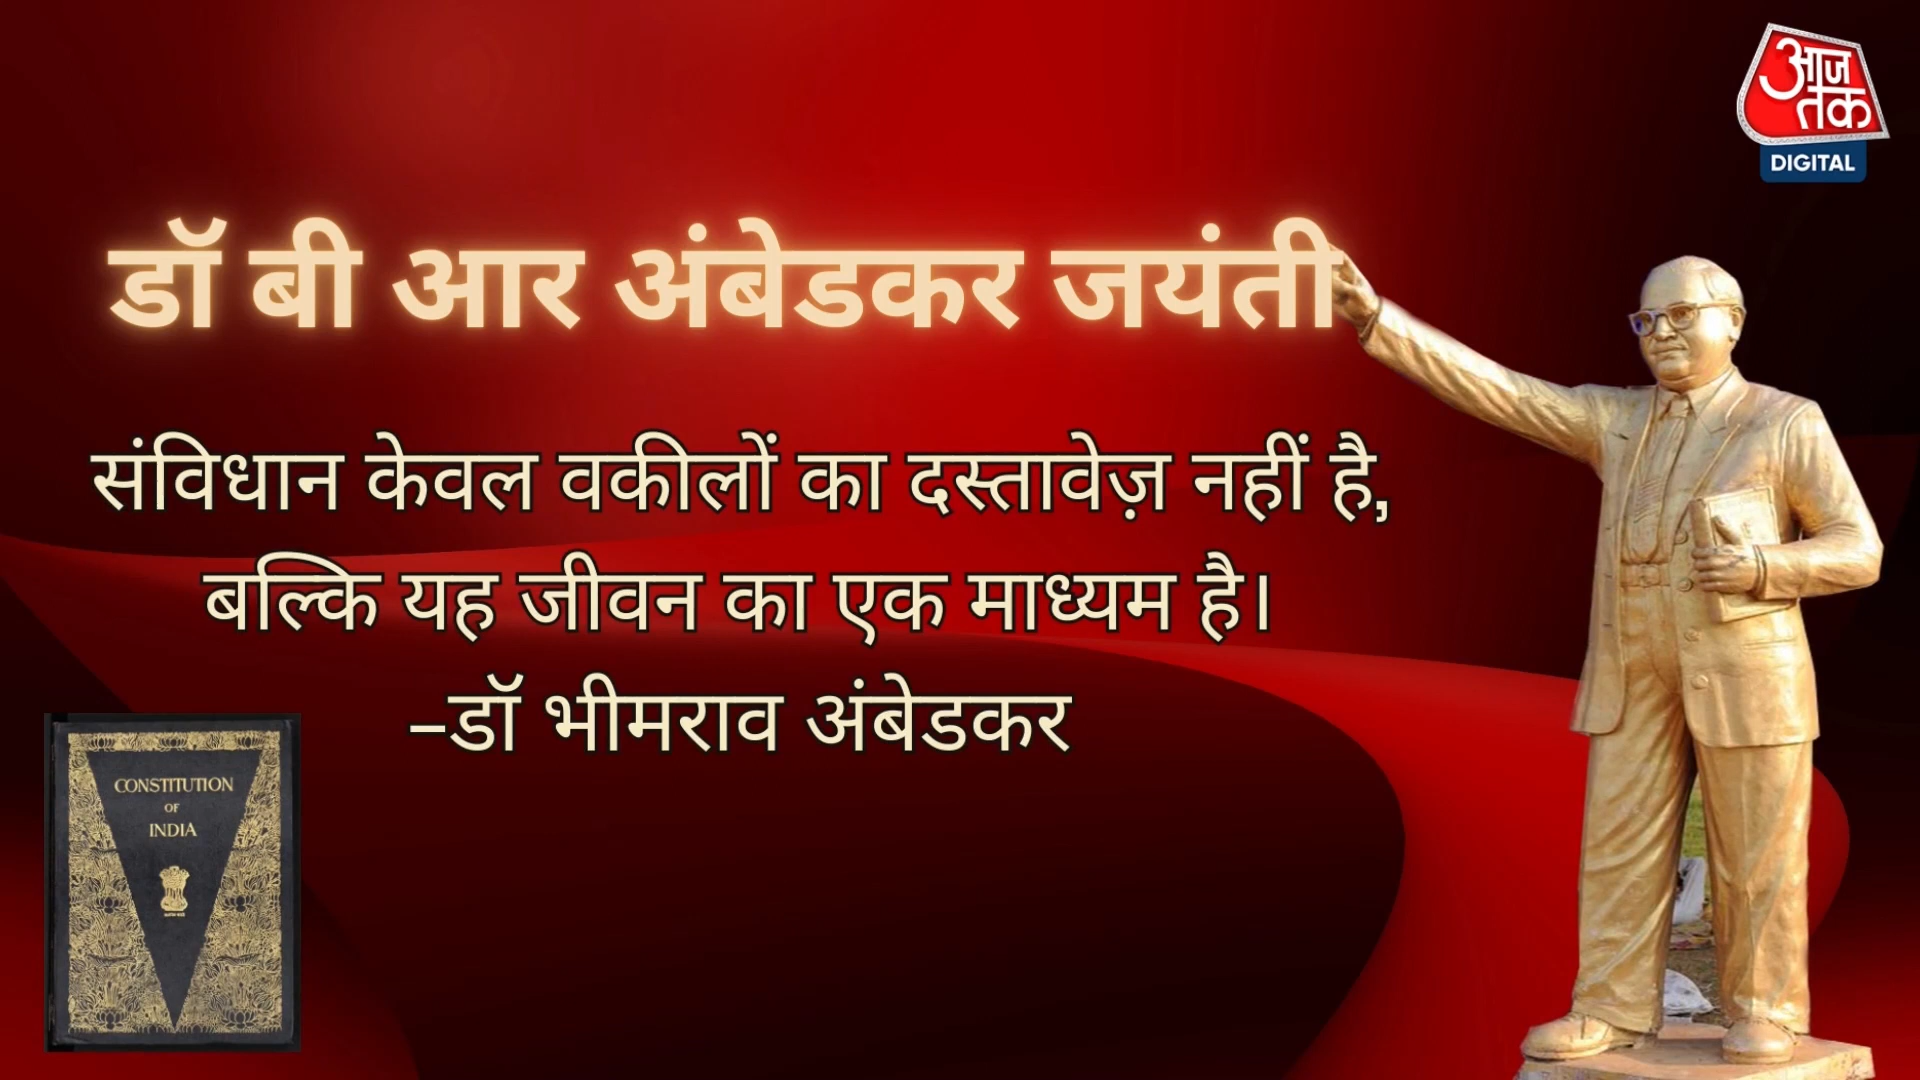 आज
तक
DIGITAL
डॉ बी आर अंबेडकर जयंती
संविधान केवल वकीलों का दस्तावेज़ नहीं है,
बल्कि यह जीवन का एक माध्यम है।
–डॉ भीमराव अंबेडकर
CONSTITUTION
OF
INDIA